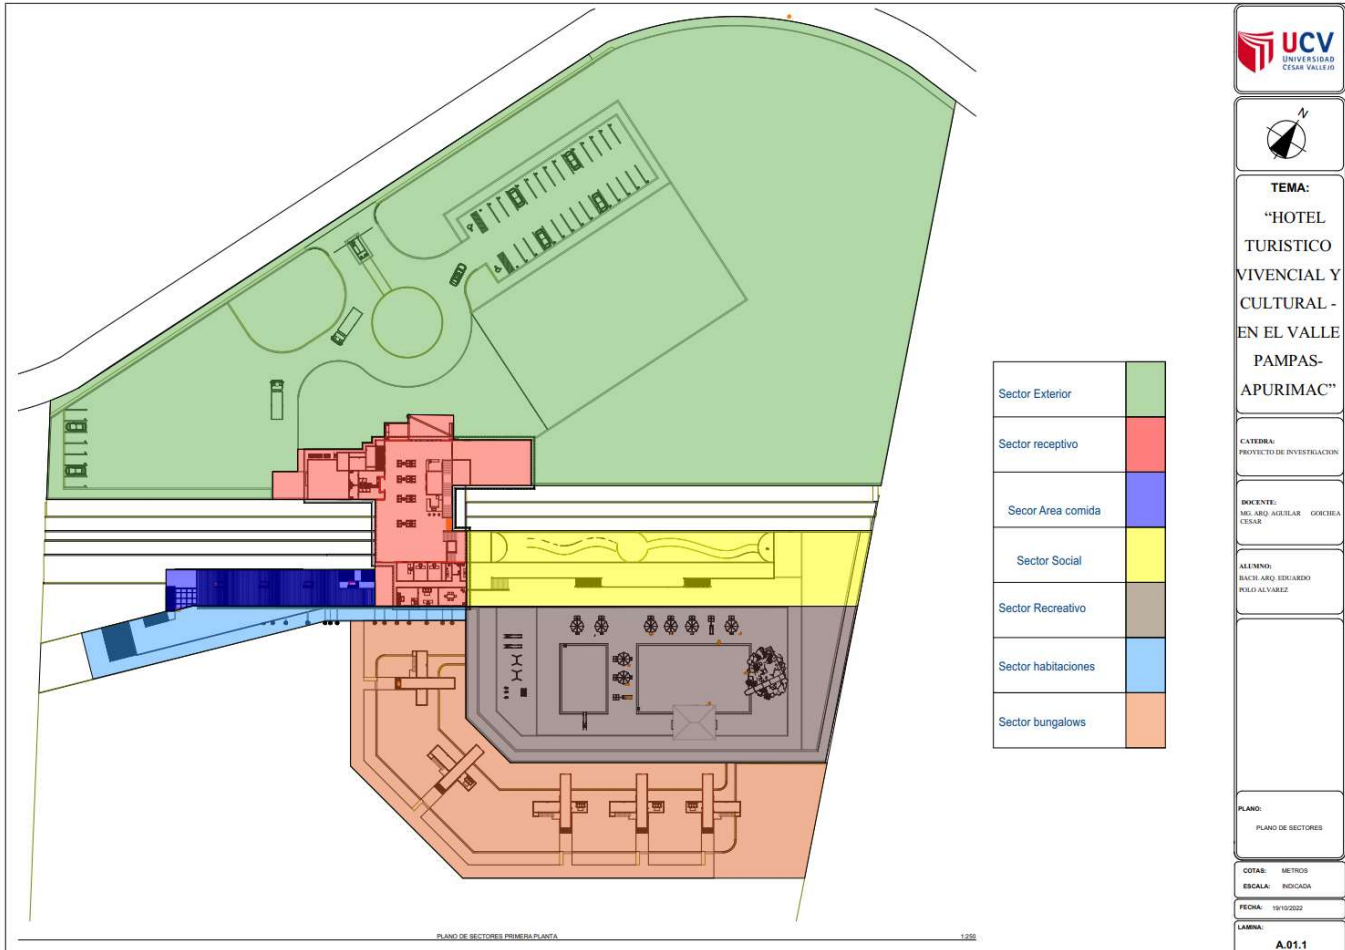 UCV
UNIVERSIDAD
CESAR VALLEJO
N
TEMA:
“HOTEL
TURISTICO
VIVENCIAL Y
CULTURAL -
EN EL VALLE
PAMPAS-
APURIMAC”
CATEDRA:
PROYECTO DE INVESTIGACION
DOCENTE:
MG. ARQ. AGUILAR GOICHEA
CESAR
ALUMNO:
BACH. ARQ. EDUARDO
POLO ALVAREZ
PLANO:
PLANO DE SECTORES
COTAS: METROS
ESCALA: INDICADA
FECHA: 19/10/2022
LAMINA:
A.01.1
Sector Exterior
Sector receptivo
Secor Area comida
Sector Social
Sector Recreativo
Sector habitaciones
Sector bungalows
PLANO DE SECTORES PRIMERA PLANTA
1:250